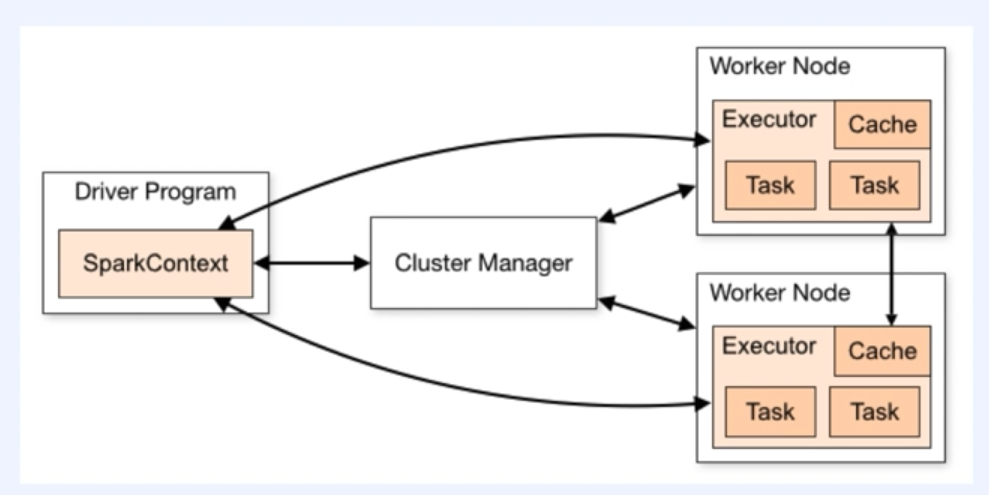 Driver Program
SparkContext
Cluster Manager
Worker Node
Executor
Cache
Task
Task
Worker Node
Executor
Cache
Task
Task